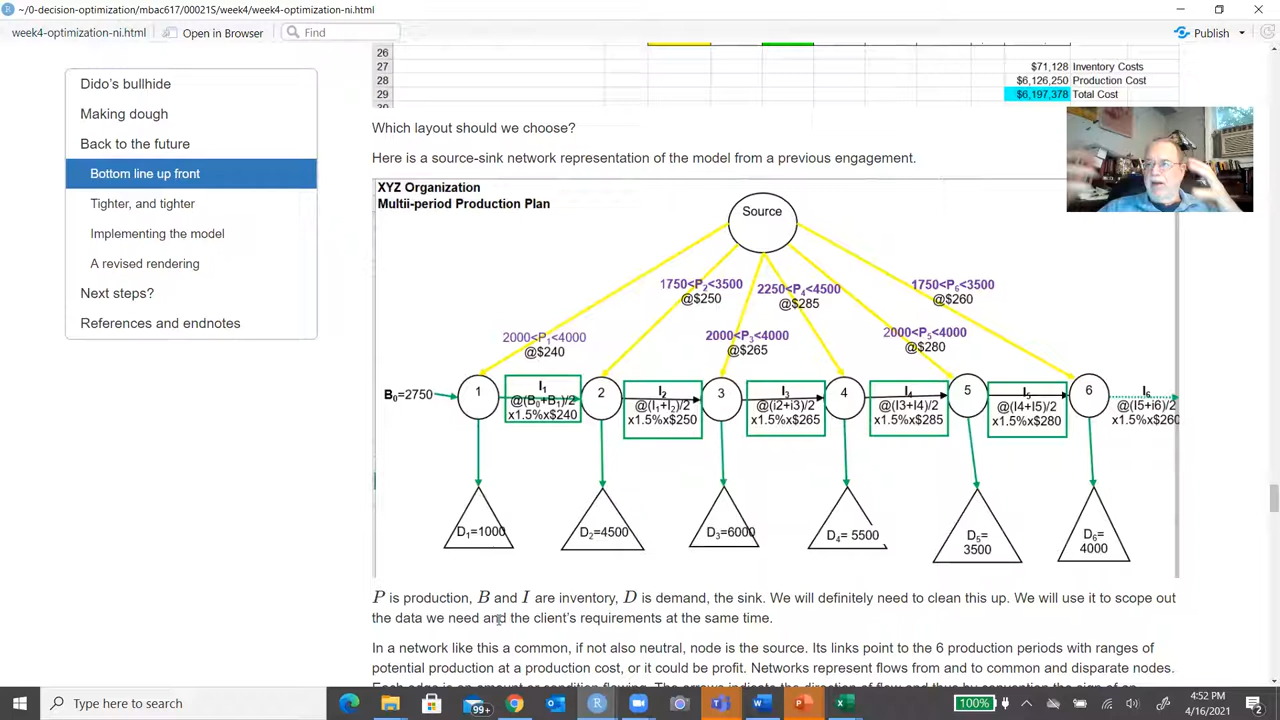 ~/0-decision-optimization/mbac617/00021S/week4/week4-optimization-ni.html
week4-optimization-ni.html
Open in Browser
Find
Publish
Dido's bullhide
Making dough
Back to the future
Bottom line up front
Tighter, and tighter
Implementing the model
A revised rendering
Next steps?
References and endnotes
26
27
$71,128 Inventory Costs
28
$6,126,250 Production Cost
29
$6,197,378 Total Cost
Which layout should we choose?
Here is a source-sink network representation of the model from a previous engagement.
XYZ Organization
Multii-period Production Plan
Source
1750<P2<3500
@$250
2250<P4<4500
@$285
1750<P6<3500
@$260
2000<P1<4000
@$240
2000<P3<4000
@$265
2000<P5<4000
@$280
B0=2750
1
I1
@(B0+B1)/2
x1.5%x$240
2
I2
@(I1+I2)/2
x1.5%x$250
3
I3
@(i2+i3)/2
x1.5%x$265
4
I4
@(I3+I4)/2
x1.5%x$285
5
I5
@(I4+I5)/2
x1.5%x$280
6
I6
@(I5+i6)/2
x1.5%x$260
D1=1000
D2=4500
D3=6000
D4= 5500
D5=
3500
D6=
4000
P is production, B and I are inventory, D is demand, the sink. We will definitely need to clean this up. We will use it to scope out
the data we need and the client's requirements at the same time.
In a network like this a common, if not also neutral, node is the source. Its links point to the 6 production periods with ranges of
potential production at a production cost, or it could be profit. Networks represent flows from and to common and disparate nodes.
Type here to search
99+
100%
4:52 PM
4/16/2021
2